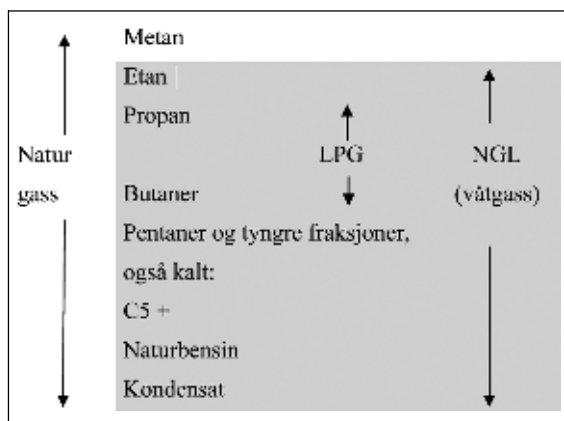 Metan
Etan
Propan
Natur LPG NGL
gass Butaner (våtgass)
Pentaner og tyngre fraksjoner,
også kalt:
C5 +
Naturbensin
Kondensat